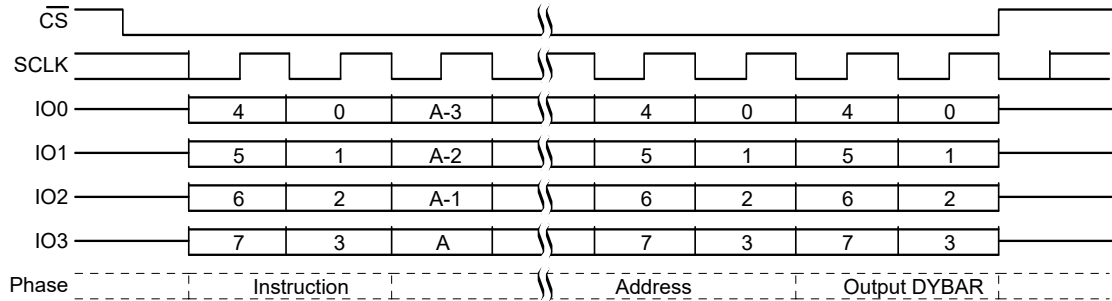 CS
SCLK
IO0 4 0 A-3 4 0 4 0
IO1 5 1 A-2 5 1 5 1
IO2 6 2 A-1 6 2 6 2
IO3 7 3 A 7 3 7 3
Phase Instruction Address Output DYBAR